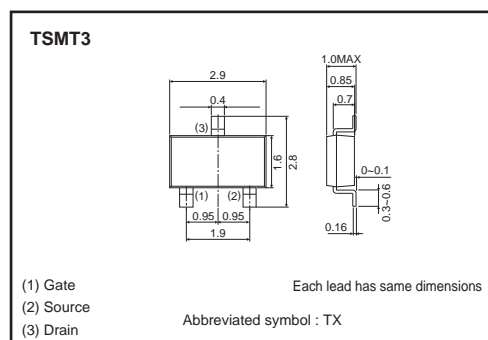 TSMT3
1.0MAX
2.9
0.85
0.4
0.7
(3)
1.6
2.8
0~0.1
(1)
(2)
0.3~0.6
0.95
0.95
0.16
1.9
(1) Gate
Each lead has same dimensions
(2) Source
Abbreviated symbol : TX
(3) Drain